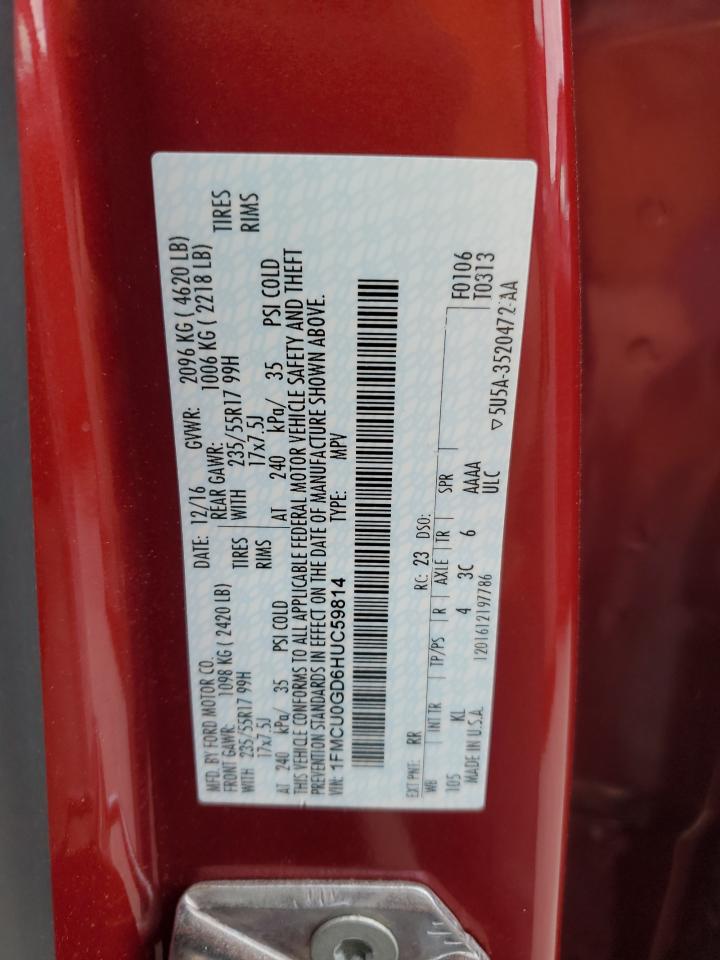 MFD. BY FORD MOTOR CO.
DATE: 12/16
GVWR: 2096 KG ( 4620 LB)
FRONT GAWR: 1098 KG ( 2420 LB)
REAR GAWR: 1006 KG ( 2218 LB)
WITH 235/55R17 99H TIRES
WITH 235/55R17 99H TIRES
17x7.5J RIMS
17x7.5J RIMS
AT 240 kPa/ 35 PSI COLD
AT 240 kPa/ 35 PSI COLD
THIS VEHICLE CONFORMS TO ALL APPLICABLE FEDERAL MOTOR VEHICLE SAFETY AND THEFT
PREVENTION STANDARDS IN EFFECT ON THE DATE OF MANUFACTURE SHOWN ABOVE.
VIN: 1FMCU0GD6HUC59814
TYPE: MPV
EXT PNT: RR RC: 23 DSO:
WB INT TR TP/PS R AXLE TR SPR
F0106
T0313
105 KL 4 3C 6 AAAA
MADE IN U.S.A. 1201612197786 ULC
▽5U5A-3520472-AA